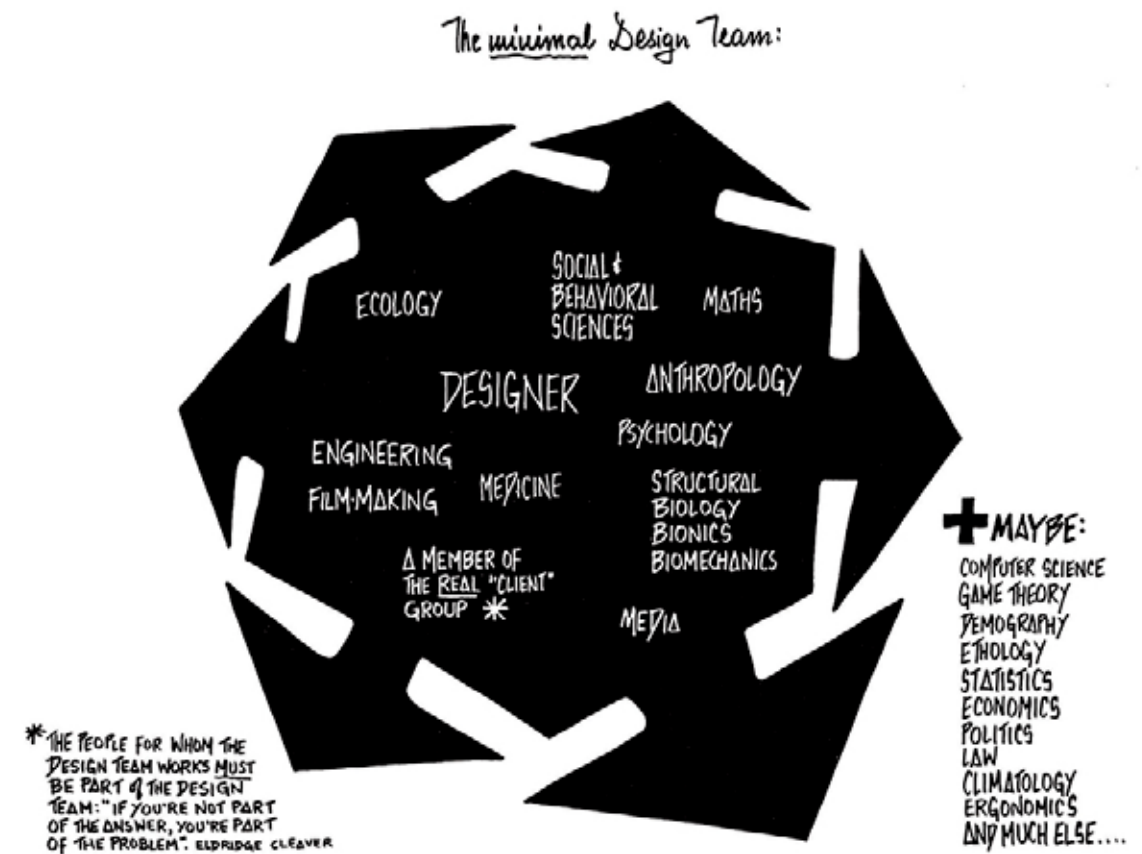 The minimal Design Team:
SOCIAL &
BEHAVIORAL
SCIENCES
ECOLOGY
MATHS
DESIGNER
ANTHROPOLOGY
PSYCHOLOGY
ENGINEERING
MEDICINE
FILM-MAKING
STRUCTURAL
BIOLOGY
BIONICS
BIOMECHANICS
A MEMBER OF
THE REAL "CLIENT"
GROUP *
MEDIA
+ MAYBE:
COMPUTER SCIENCE
GAME THEORY
DEMOGRAPHY
ETHOLOGY
STATISTICS
ECONOMICS
POLITICS
LAW
CLIMATOLOGY
ERGONOMICS
AND MUCH ELSE....
* THE PEOPLE FOR WHOM THE
DESIGN TEAM WORKS MUST
BE PART of THE DESIGN
TEAM: "IF YOU'RE NOT PART
OF THE ANSWER, YOU'RE PART
OF THE PROBLEM". ELDRIDGE CLEAVER